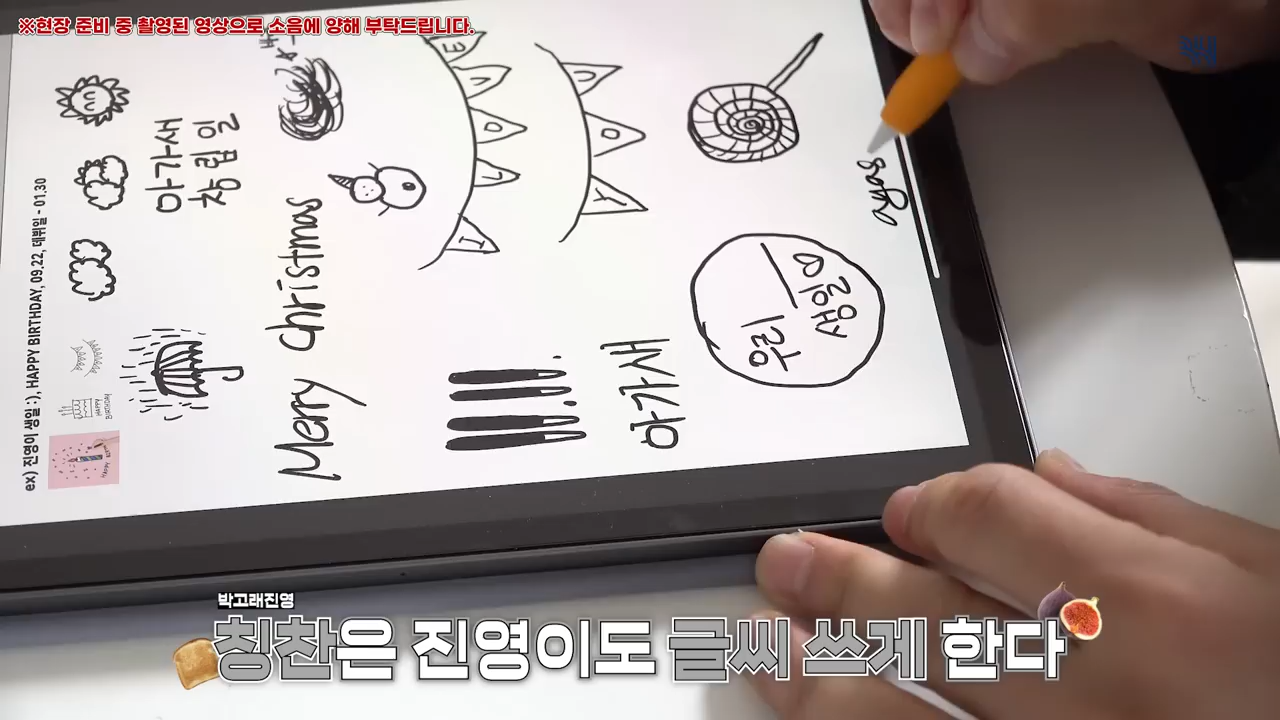 ※현장 준비 중 촬영된 영상으로 소음에 양해 부탁드립니다.
ex) 진영이 생일 :), HAPPY BIRTHDAY, 09.22, 데뷔일 - 01.30
아가새
창립일
Merry Christmas
I L O V E
Y O U
아가새
우리
생일
박고래진영
칭찬은 진영이도 글씨 쓰게 한다